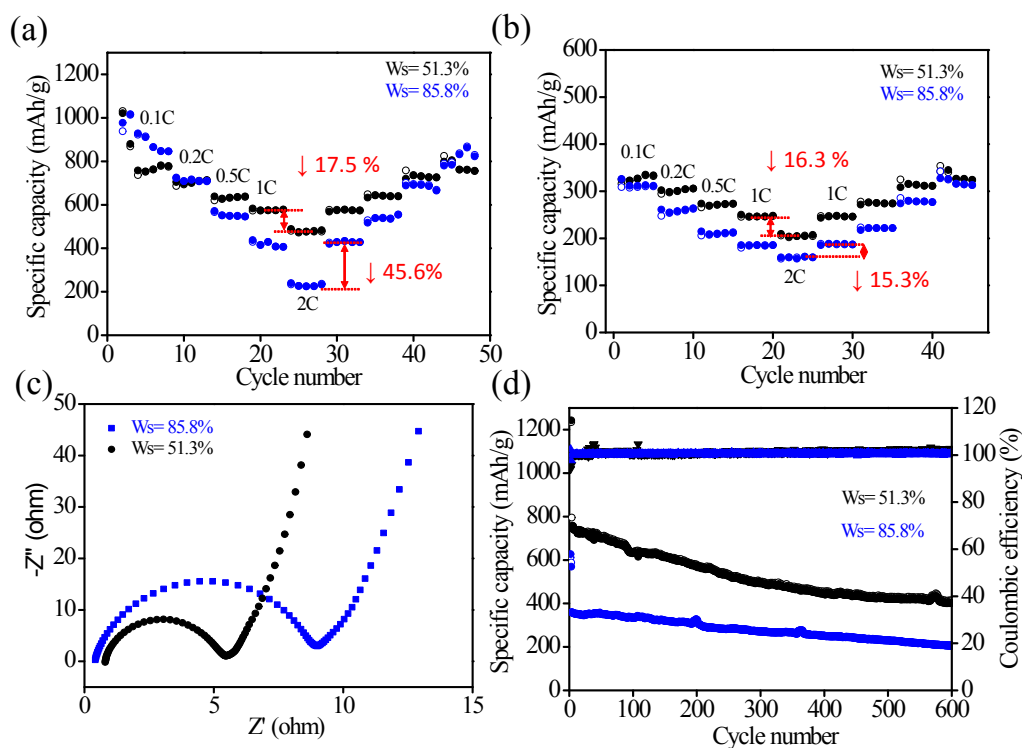 (a)
Specific capacity (mAh/g)
1200
1000
800
600
400
200
0
0.1C
0.2C
0.5C
1C
2C
Ws= 51.3%
Ws= 85.8%
↓ 17.5 %
↓ 45.6%
0 10 20 30 40 50
Cycle number
(b)
Specific capacity (mAh/g)
600
500
400
300
200
100
0
0.1C
0.2C
0.5C
1C
2C
1C
Ws= 51.3%
Ws= 85.8%
↓ 16.3 %
↓ 15.3%
0 10 20 30 40
Cycle number
(c)
-Z'' (ohm)
50
40
30
20
10
0
Ws= 85.8%
Ws= 51.3%
0 5 10 15
Z' (ohm)
(d)
Specific capacity (mAh/g)
1200
1000
800
600
400
200
Ws= 51.3%
Ws= 85.8%
120
100
80
60
40
20
0
Coulombic efficiency (%)
0 100 200 300 400 500 600
Cycle number